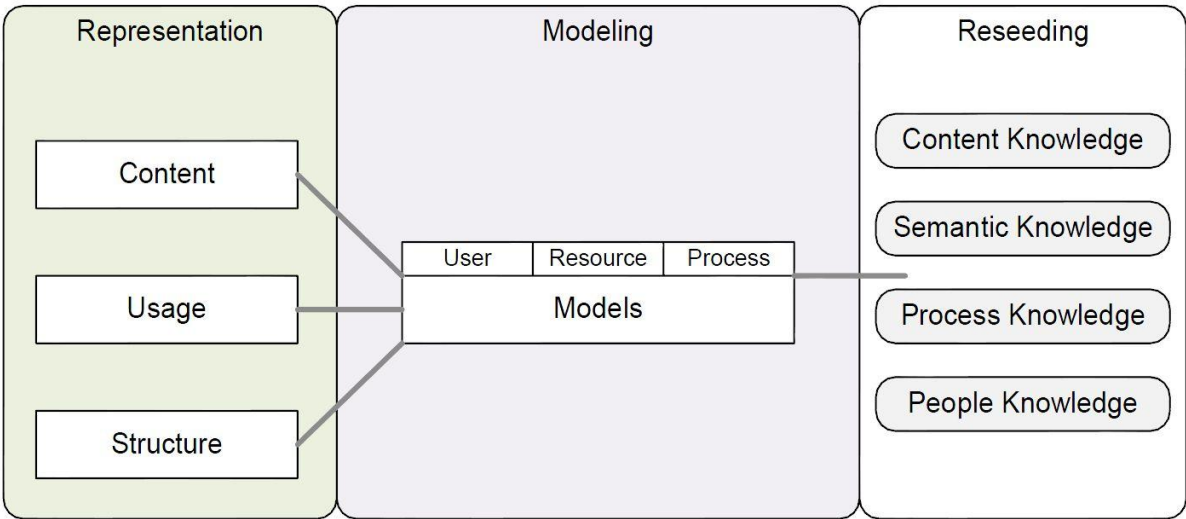 Representation
Modeling
Reseeding
Content
Usage
Structure
User
Resource
Process
Models
Content Knowledge
Semantic Knowledge
Process Knowledge
People Knowledge